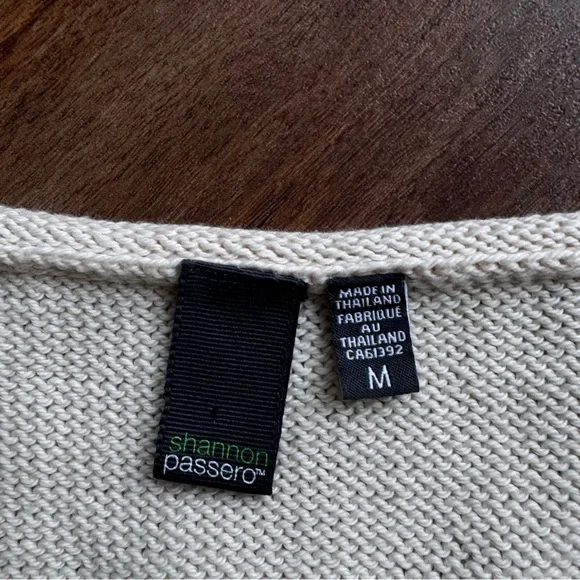 shannon
passero™
MADE IN
THAILAND
FABRIQUE
AU
THAILAND
CA61392
M